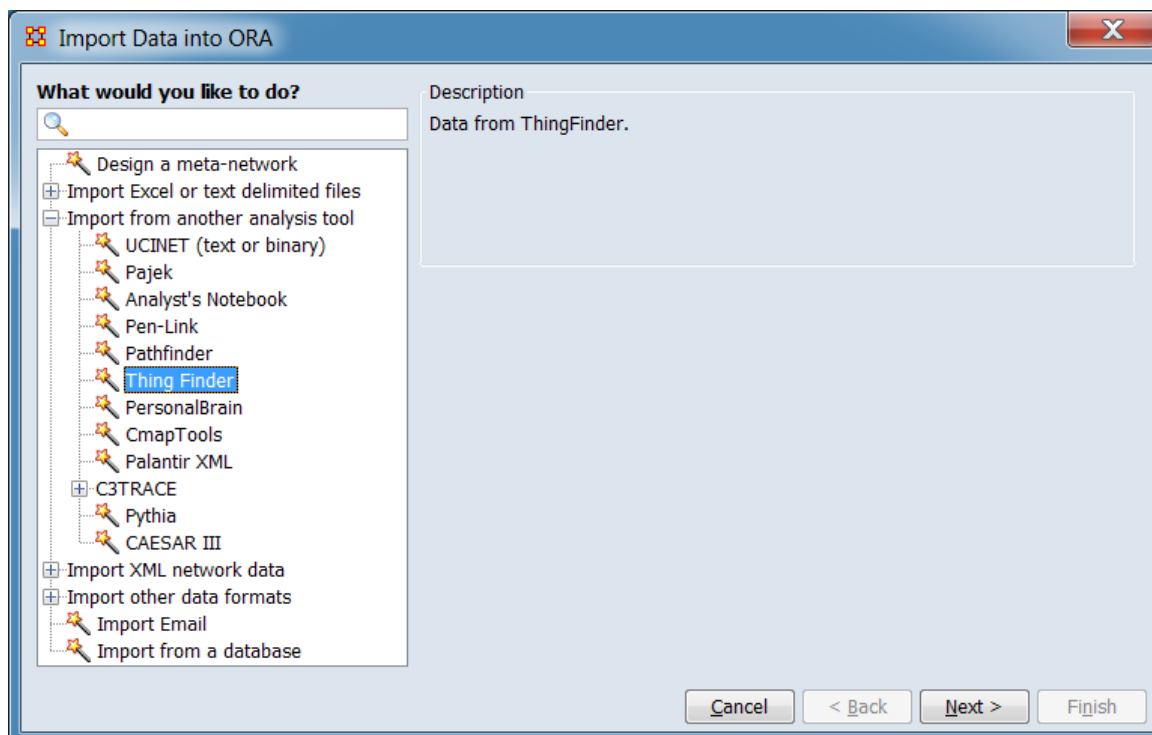 Import Data into ORA
What would you like to do?
Design a meta-network
Import Excel or text delimited files
Import from another analysis tool
UCINET (text or binary)
Pajek
Analyst's Notebook
Pen-Link
Pathfinder
Thing Finder
PersonalBrain
CmapTools
Palantir XML
C3TRACE
Pythia
CAESAR III
Import XML network data
Import other data formats
Import Email
Import from a database
Description
Data from ThingFinder.
Cancel < Back Next > Finish